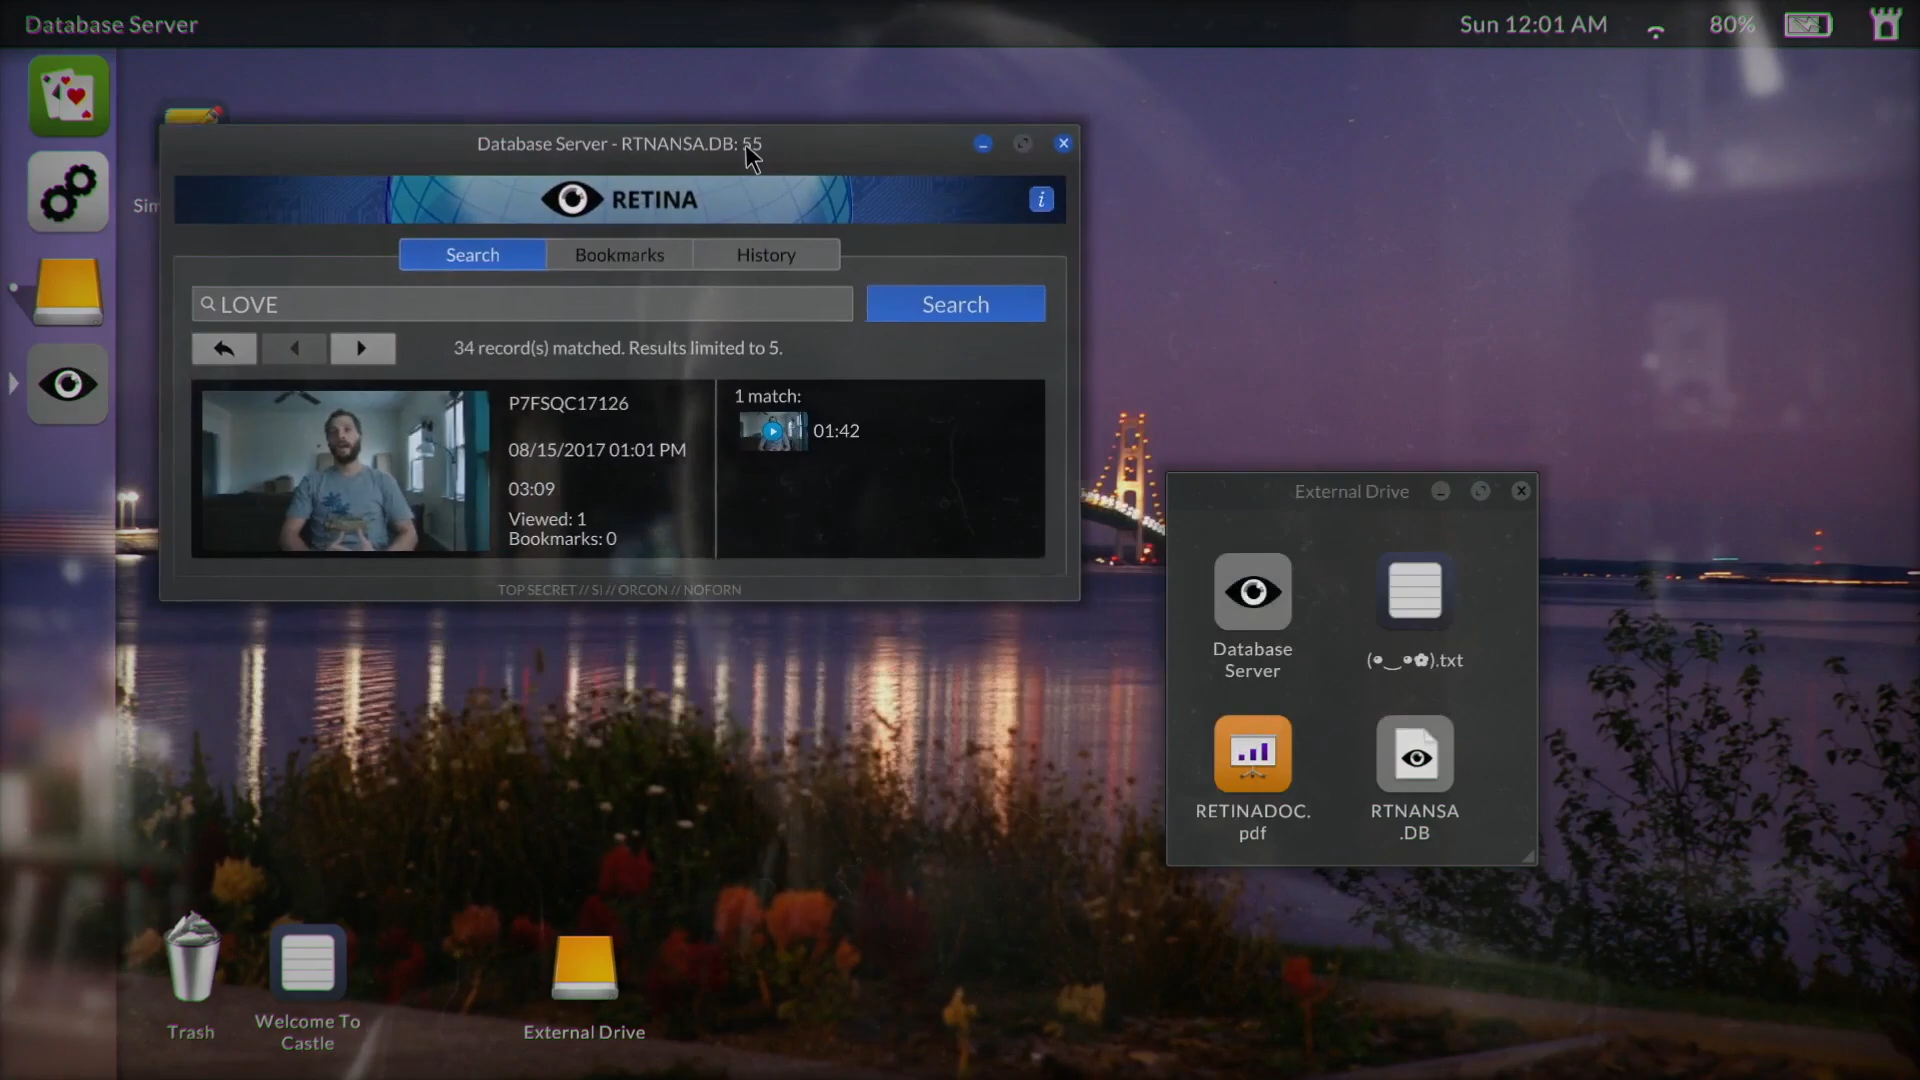 Database Server
Sun 12:01 AM
80%
Database Server - RTNANSA.DB: 55
RETINA
i
Search
Bookmarks
History
Sim
LOVE
Search
34 record(s) matched. Results limited to 5.
P7FSQC17126
08/15/2017 01:01 PM
03:09
Viewed: 1
Bookmarks: 0
1 match:
01:42
TOP SECRET // SI // ORCON // NOFORN
External Drive
Database
Server
(•‿•✿).txt
RETINADOC.
pdf
RTNANSA
.DB
Trash
Welcome To
Castle
External Drive